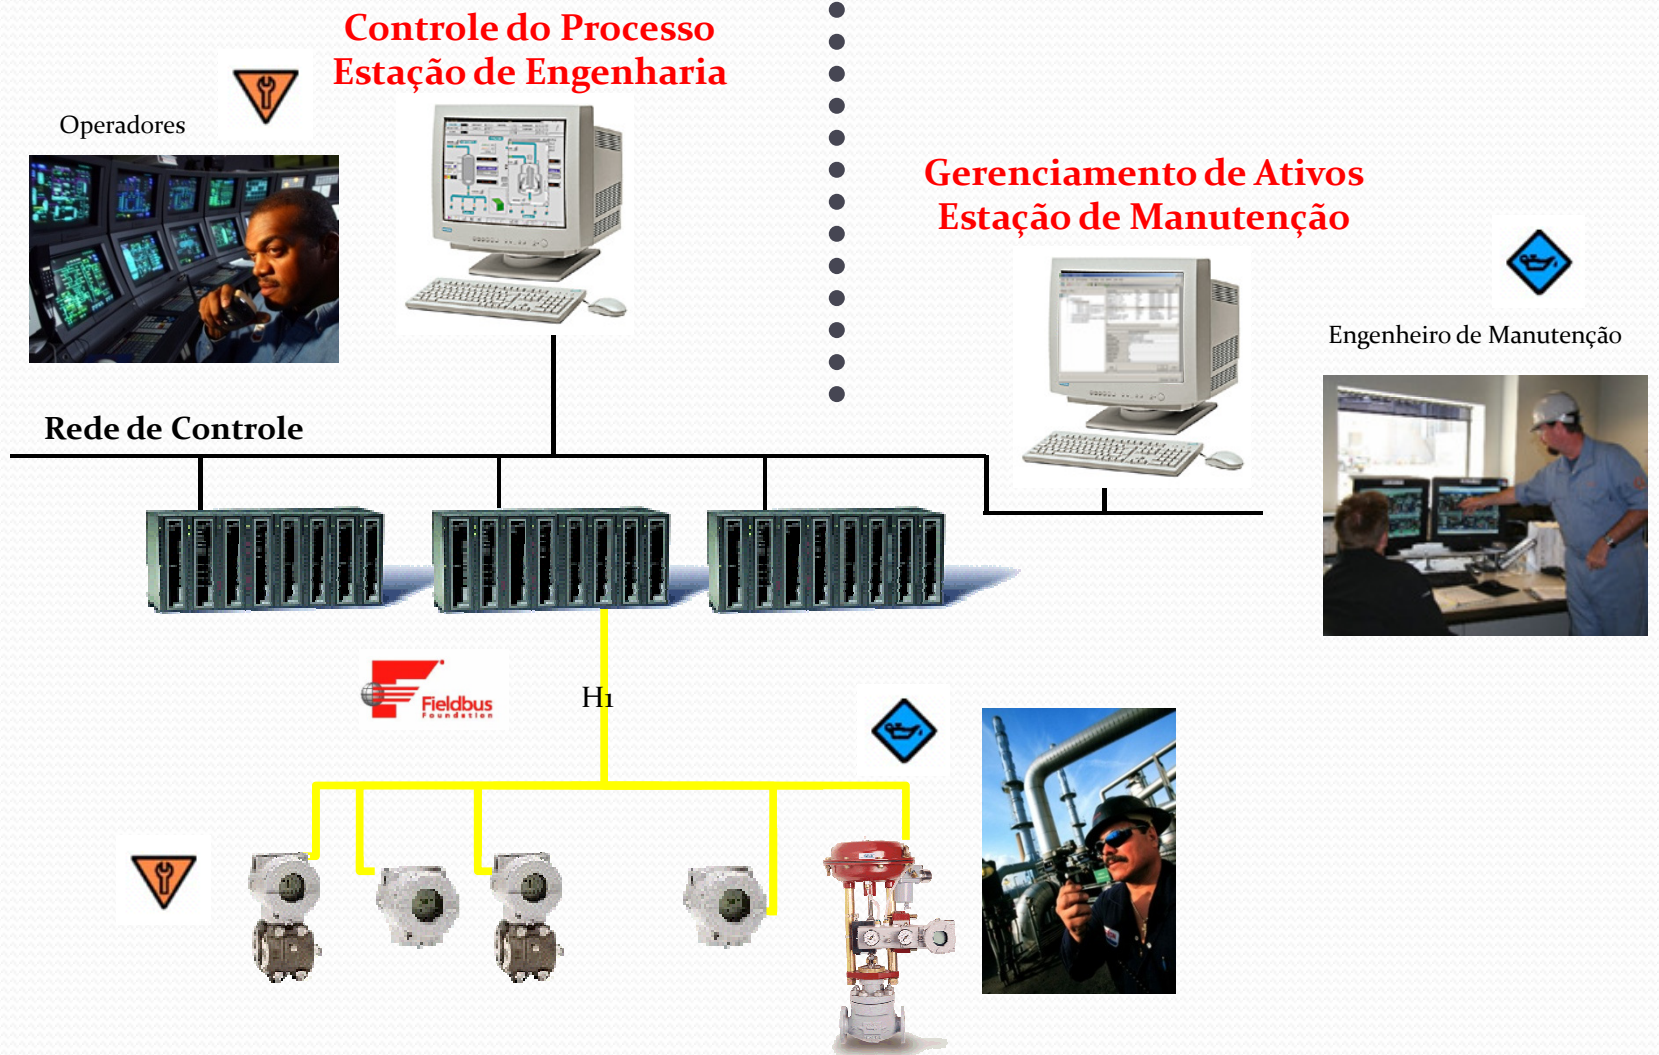 Controle do Processo
Estação de Engenharia
Operadores
Gerenciamento de Ativos
Estação de Manutenção
Engenheiro de Manutenção
Rede de Controle
Fieldbus
Foundation
H1